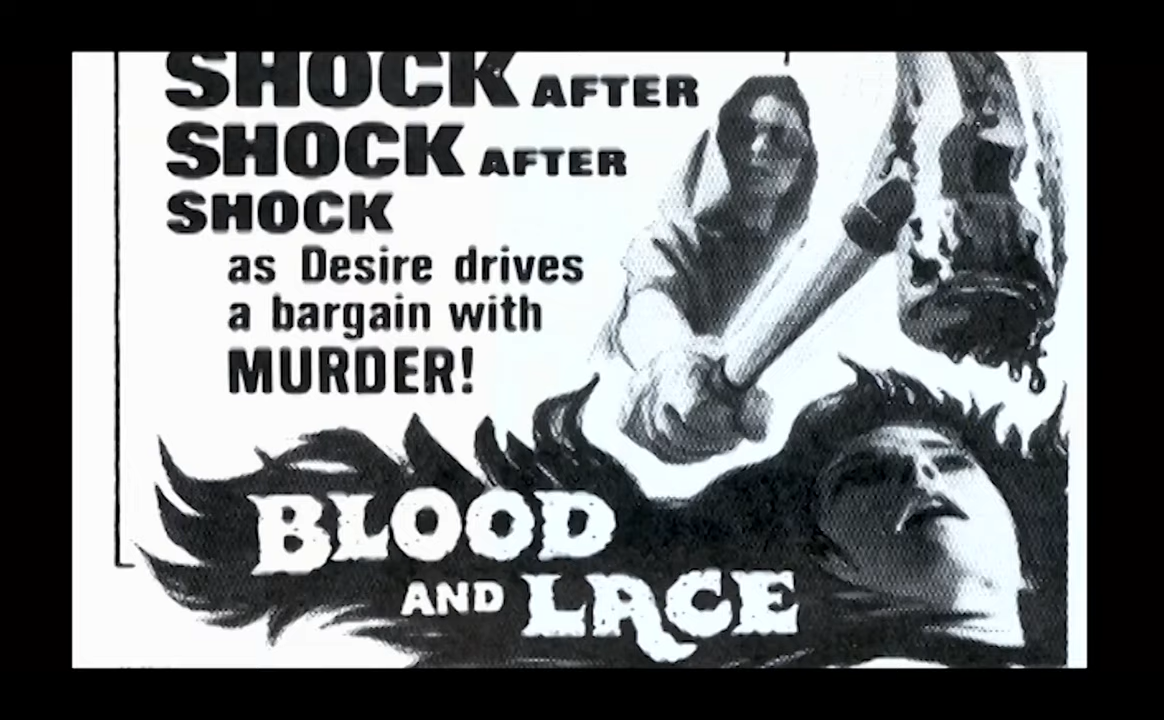 SHOCK AFTER
SHOCK AFTER
SHOCK
as Desire drives
a bargain with
MURDER!
BLOOD
AND LACE